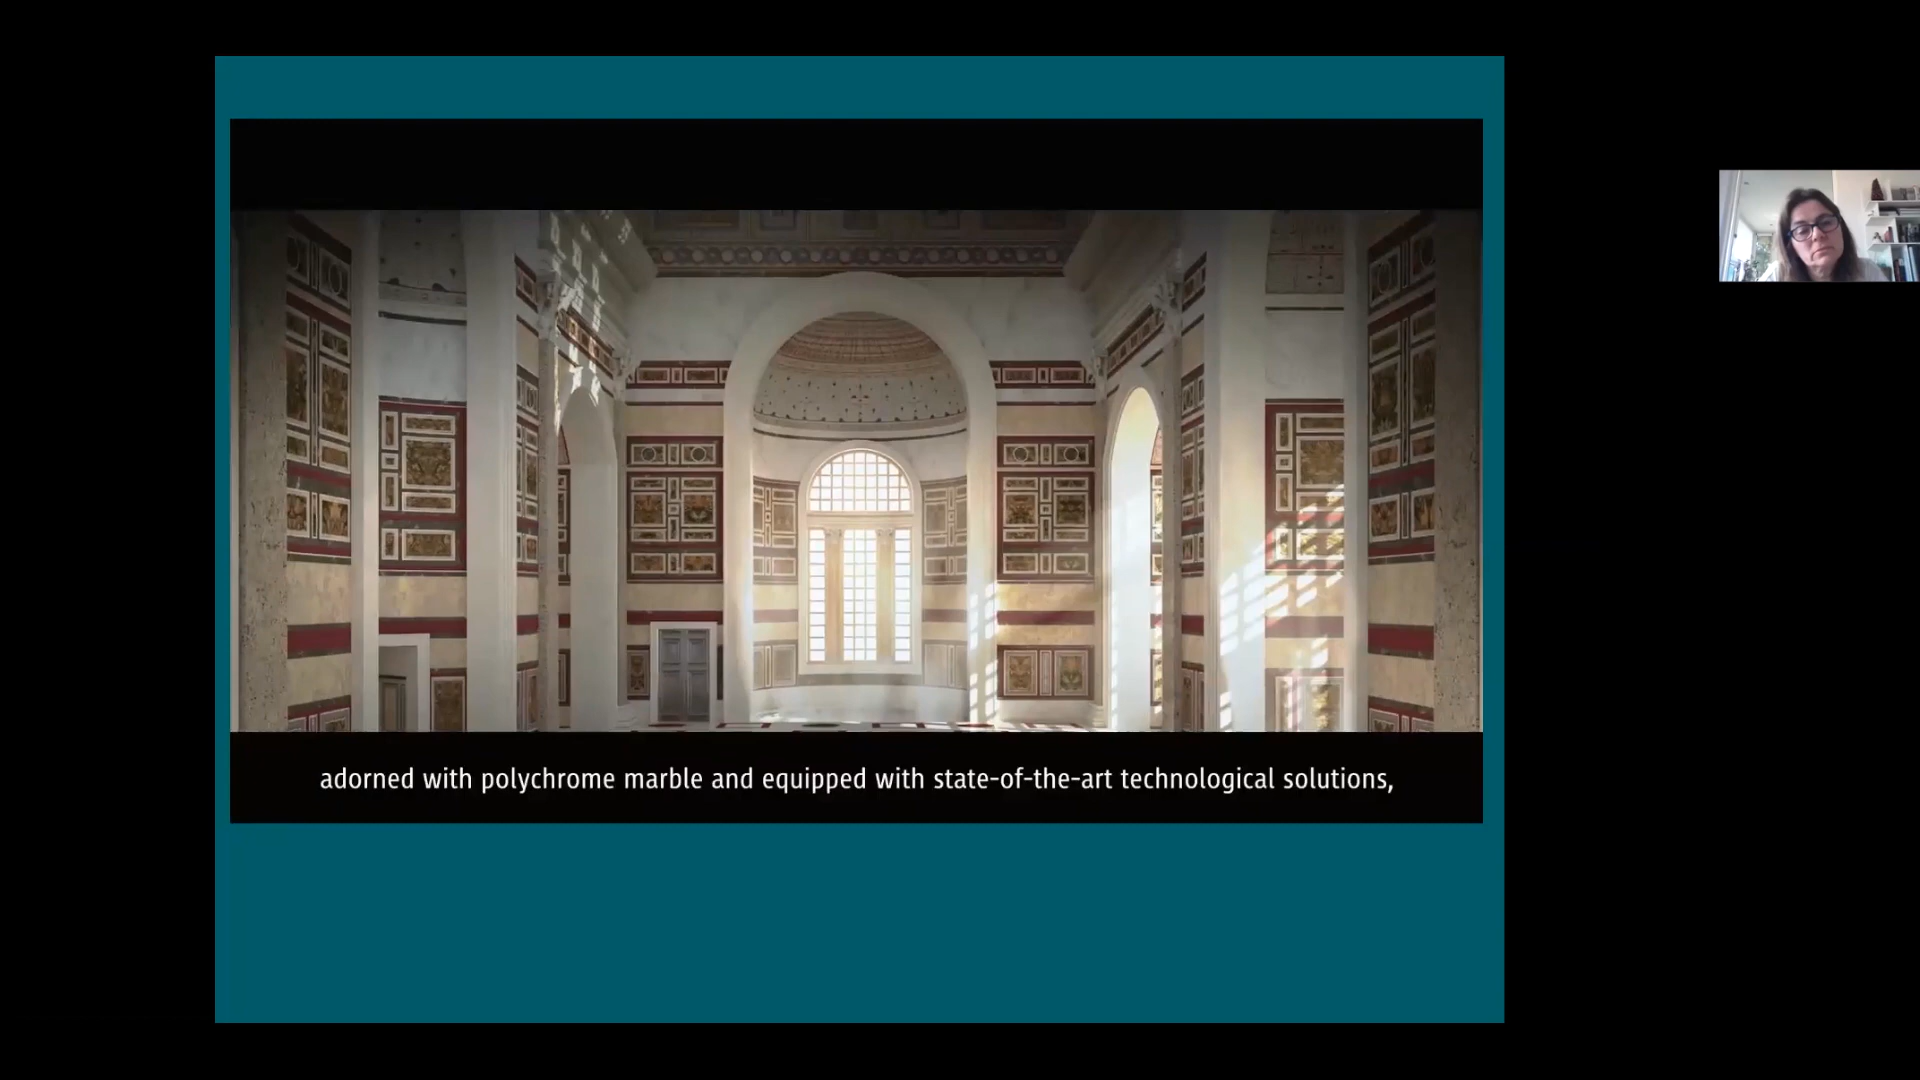 adorned with polychrome marble and equipped with state-of-the-art technological solutions,